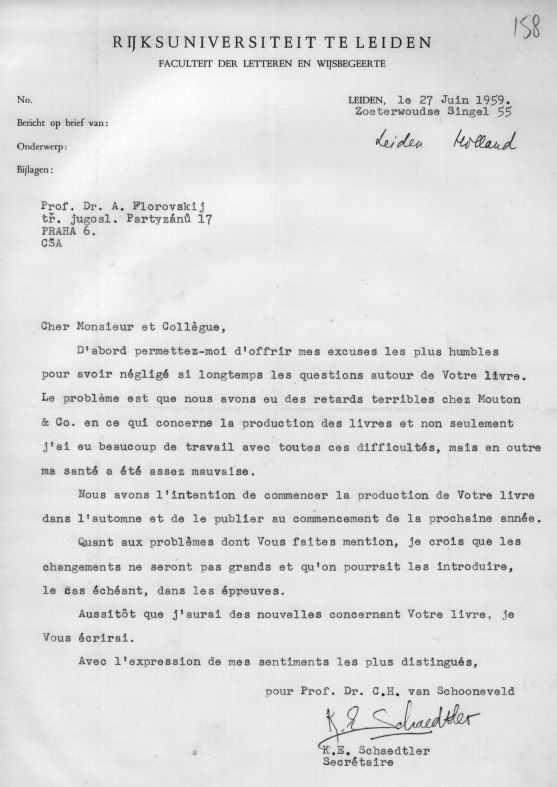 158
RIJKSUNIVERSITEIT TE LEIDEN
FACULTEIT DER LETTEREN EN WIJSBEGEERTE
No.
LEIDEN, le 27 Juin 1959.
Zoeterwoudse Singel 55
Bericht op brief van:
Leiden Holland
Onderwerp:
Bijlagen:
Prof. Dr. A. Florovskij
tř. jugosl. Partyzánů 17
PRAHA 6.
CSA
Cher Monsieur et Collègue,
D'abord permettez-moi d'offrir mes excuses les plus humbles
pour avoir négligé si longtemps les questions autour de Votre livre.
Le problème est que nous avons eu des retards terribles chez Mouton
& Co. en ce qui concerne la production des livres et non seulement
j'ai eu beaucoup de travail avec toutes ces difficultés, mais en outre
ma santé a été assez mauvaise.
Nous avons l'intention de commencer la production de Votre livre
dans l'automne et de le publier au commencement de la prochaine année.
Quant aux problèmes dont Vous faites mention, je crois que les
changements ne seront pas grands et qu'on pourrait les introduire,
le cas échéant, dans les épreuves.
Aussitôt que j'aurai des nouvelles concernant Votre livre, je
Vous écrirai.
Avec l'expression de mes sentiments les plus distingués,
pour Prof. Dr. C.H. van Schooneveld
K. E. Schaedtler
K.E. Schaedtler
Secrétaire